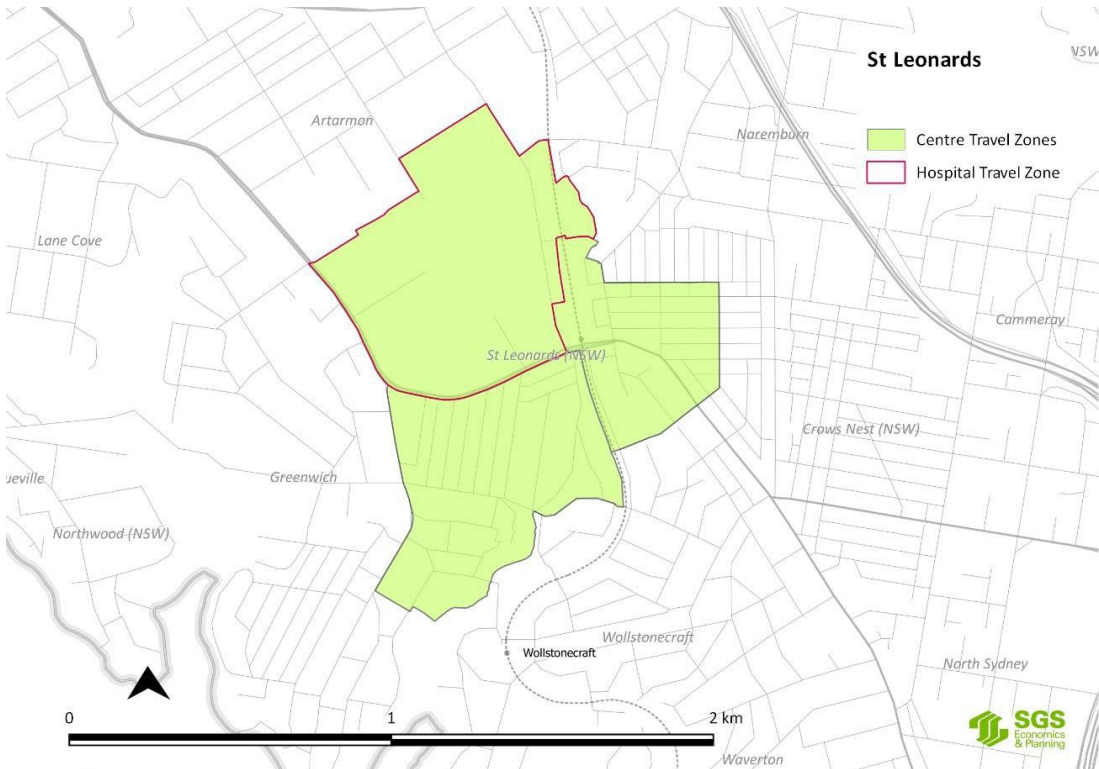 St Leonards
NSW
Artarmon
Naremburn
Centre Travel Zones
Hospital Travel Zone
Lane Cove
Cammeray
St Leonards (NSW)
Crows Nest (NSW)
Greenwich
ueville
Northwood (NSW)
Wollstonecraft
Wollstonecraft
North Sydney
0
1
2 km
SGS
Economics
& Planning
Waverton